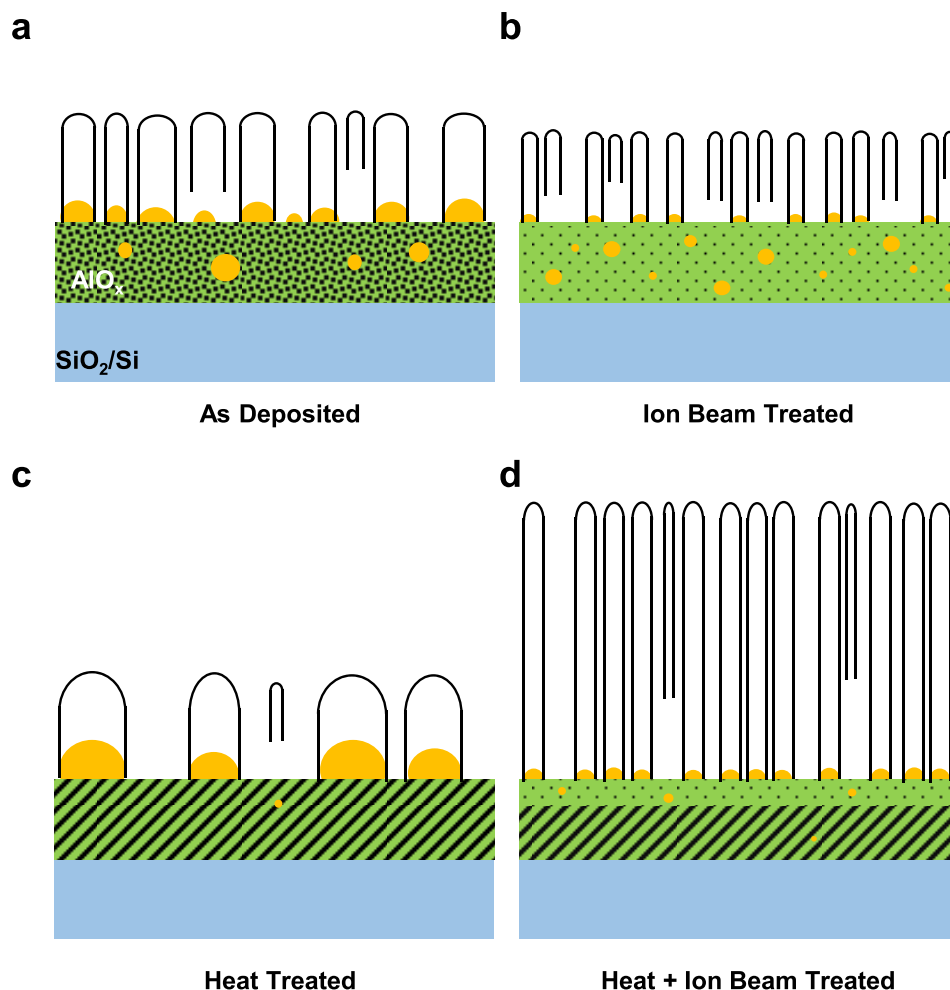 a
b
AlOₓ
SiO₂/Si
As Deposited
Ion Beam Treated
c
d
Heat Treated
Heat + Ion Beam Treated